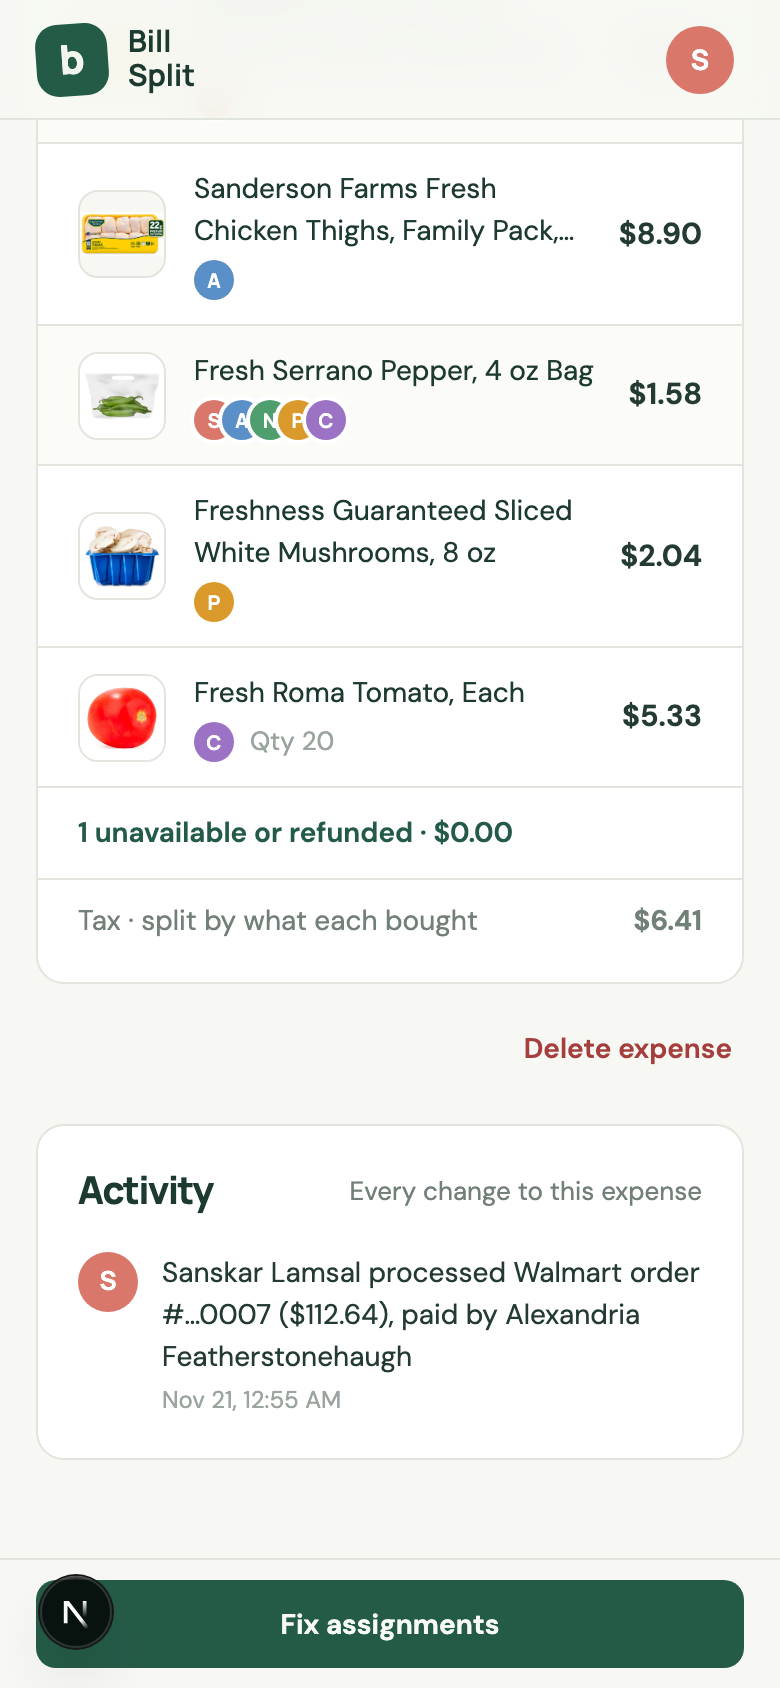 b
Bill
Split
S
Sanderson Farms Fresh
Chicken Thighs, Family Pack,...
$8.90
A
Fresh Serrano Pepper, 4 oz Bag
$1.58
S A N P C
Freshness Guaranteed Sliced
White Mushrooms, 8 oz
$2.04
P
Fresh Roma Tomato, Each
$5.33
C Qty 20
1 unavailable or refunded · $0.00
Tax · split by what each bought $6.41
Delete expense
Activity Every change to this expense
S
Sanskar Lamsal processed Walmart order
#…0007 ($112.64), paid by Alexandria
Featherstonehaugh
Nov 21, 12:55 AM
N
Fix assignments